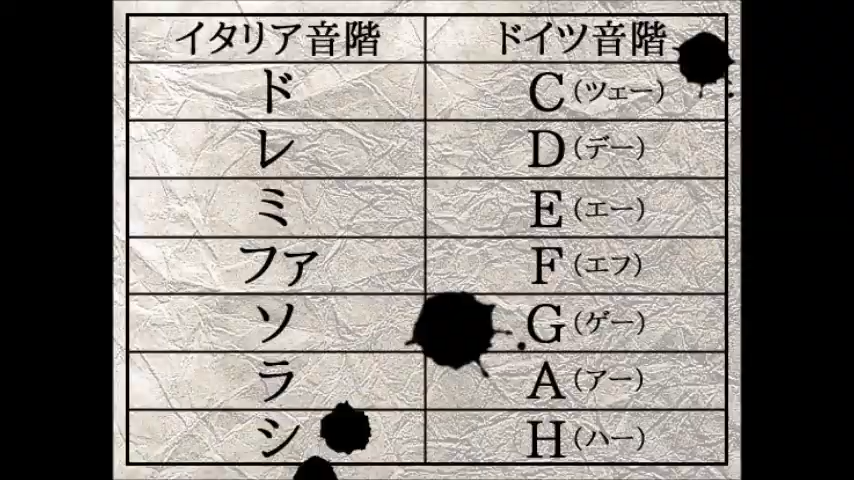 イタリア音階 ドイツ音階
ド C（ツェー）
レ D（デー）
ミ E（エー）
ファ F（エフ）
ソ G（ゲー）
ラ A（アー）
シ H（ハー）